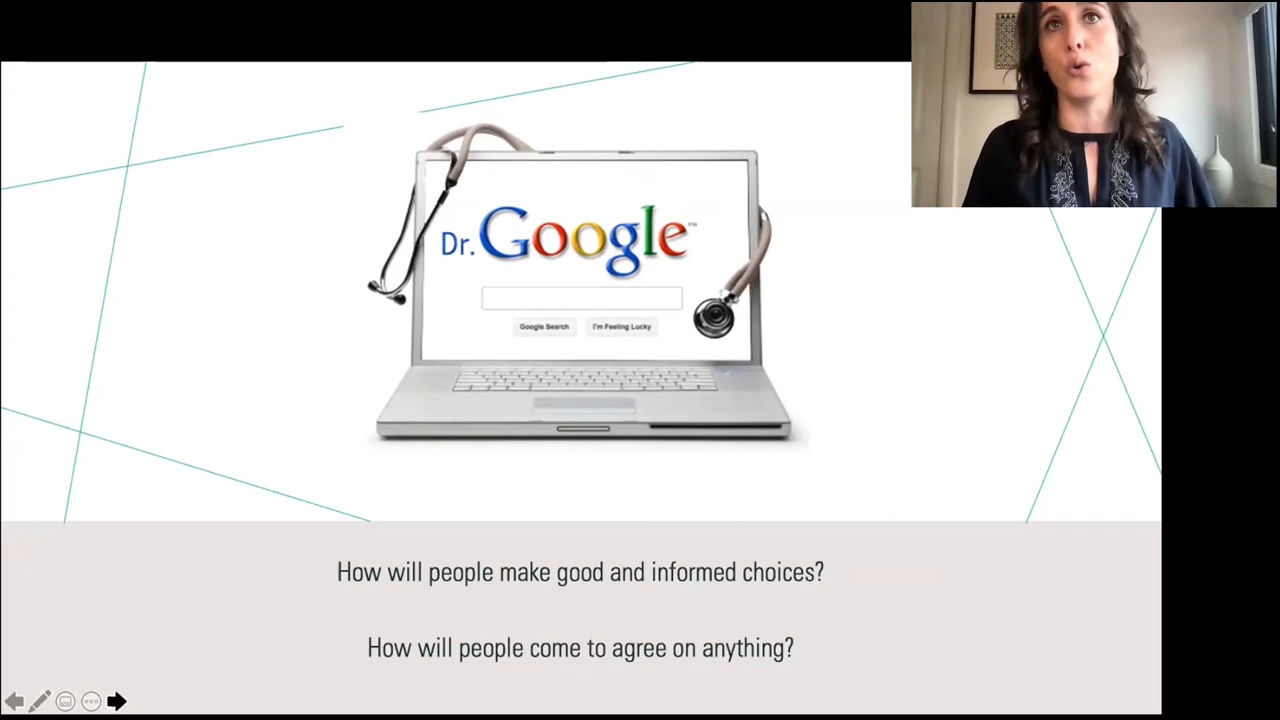 Dr. Google™
Google Search I'm Feeling Lucky
How will people make good and informed choices?
How will people come to agree on anything?